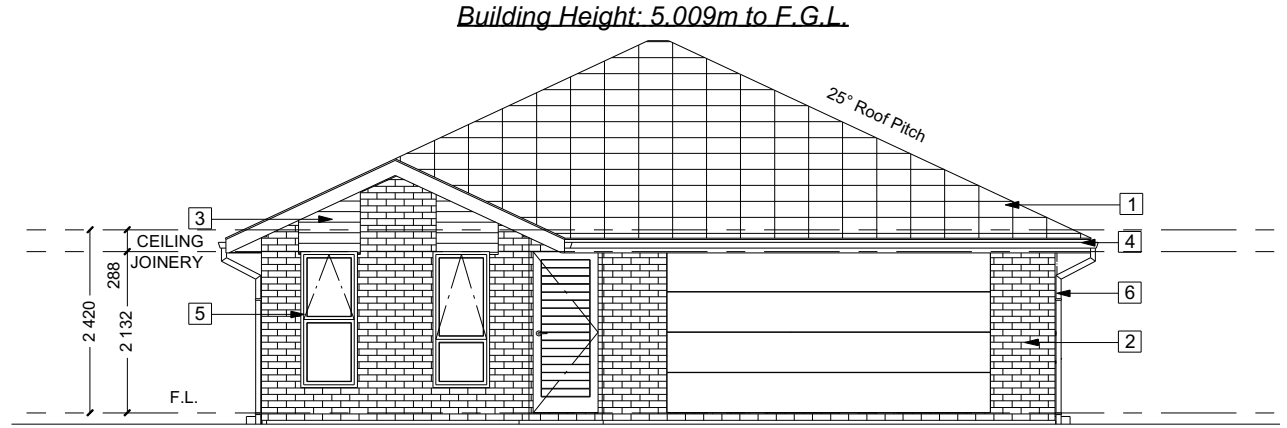 Building Height: 5.009m to F.G.L.
25° Roof Pitch
1
3
CEILING
4
JOINERY
288
6
5
2 420
2 132
2
F.L.